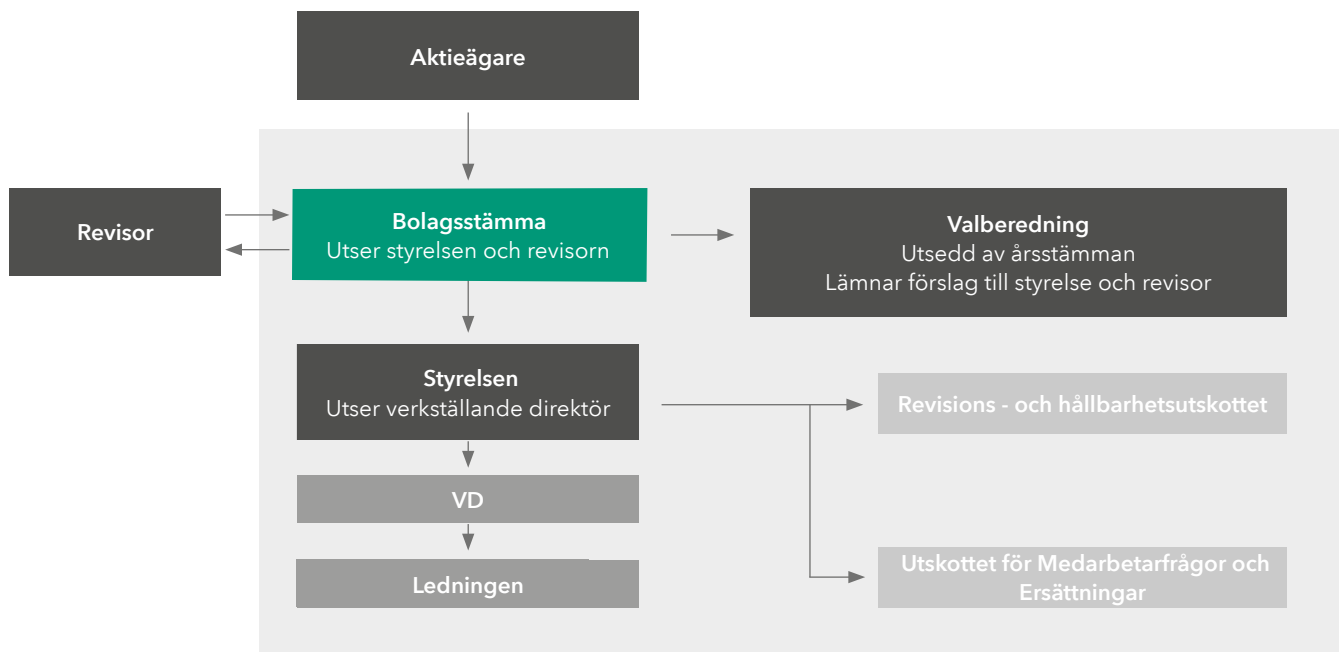 Aktieägare
Revisor
Bolagsstämma
Utser styrelsen och revisorn
Valberedning
Utsedd av årsstämman
Lämnar förslag till styrelse och revisor
Styrelsen
Utser verkställande direktör
Revisions - och hållbarhetsutskottet
VD
Ledningen
Utskottet för Medarbetarfrågor och
Ersättningar